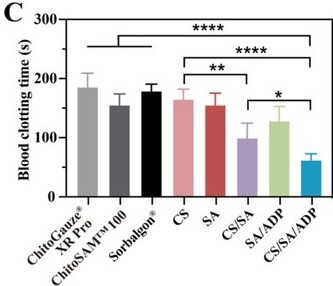 C
Blood clotting time (s)
300
200
100
0
****
****
**
*
ChitoGauze®
XR Pro
ChitoSAM™ 100
Sorbalgon®
CS
SA
CS/SA
SA/ADP
CS/SA/ADP